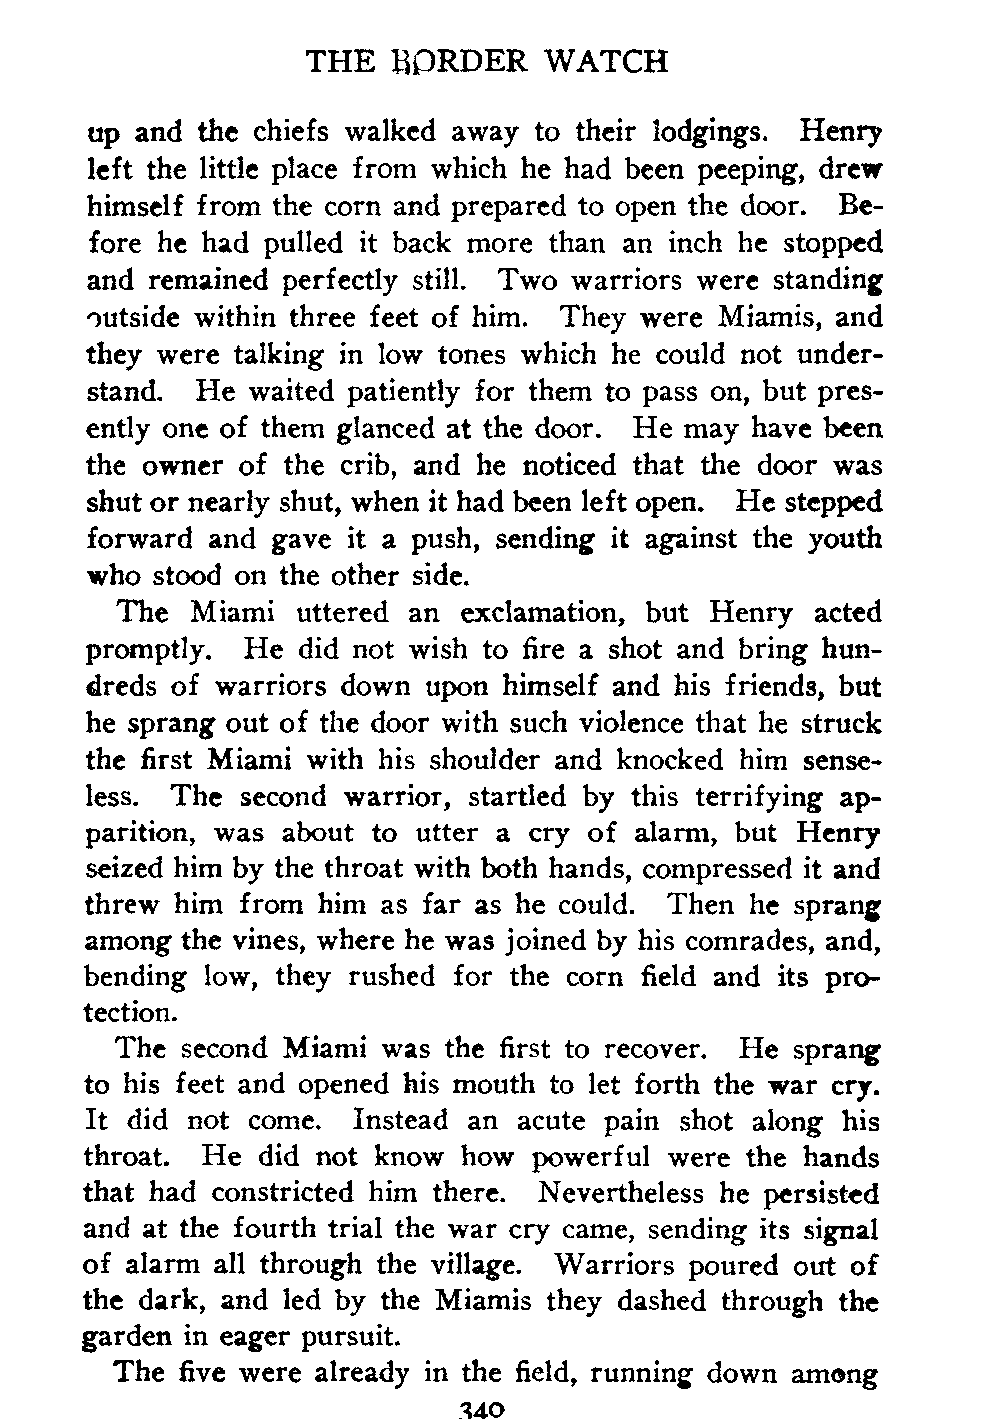 THE BORDER WATCH
up and the chiefs walked away to their lodgings. Henry
left the little place from which he had been peeping, drew
himself from the corn and prepared to open the door. Be-
fore he had pulled it back more than an inch he stopped
and remained perfectly still. Two warriors were standing
outside within three feet of him. They were Miamis, and
they were talking in low tones which he could not under-
stand. He waited patiently for them to pass on, but pres-
ently one of them glanced at the door. He may have been
the owner of the crib, and he noticed that the door was
shut or nearly shut, when it had been left open. He stepped
forward and gave it a push, sending it against the youth
who stood on the other side.
The Miami uttered an exclamation, but Henry acted
promptly. He did not wish to fire a shot and bring hun-
dreds of warriors down upon himself and his friends, but
he sprang out of the door with such violence that he struck
the first Miami with his shoulder and knocked him sense-
less. The second warrior, startled by this terrifying ap-
parition, was about to utter a cry of alarm, but Henry
seized him by the throat with both hands, compressed it and
threw him from him as far as he could. Then he sprang
among the vines, where he was joined by his comrades, and,
bending low, they rushed for the corn field and its pro-
tection.
The second Miami was the first to recover. He sprang
to his feet and opened his mouth to let forth the war cry.
It did not come. Instead an acute pain shot along his
throat. He did not know how powerful were the hands
that had constricted him there. Nevertheless he persisted
and at the fourth trial the war cry came, sending its signal
of alarm all through the village. Warriors poured out of
the dark, and led by the Miamis they dashed through the
garden in eager pursuit.
The five were already in the field, running down among
340